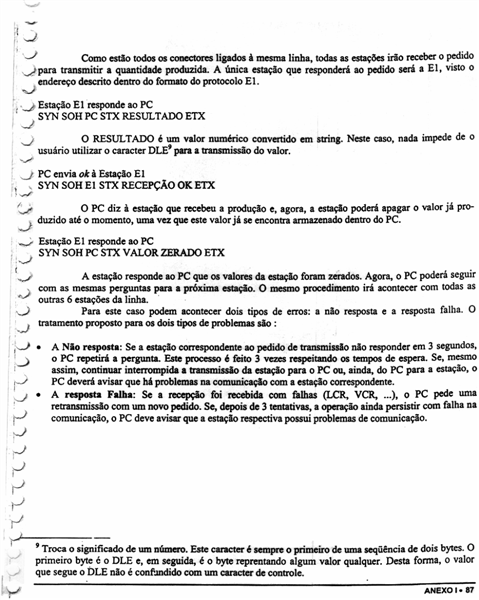 Como estão todos os conectores ligados à mesma linha, todas as estações irão receber o pedido
para transmitir a quantidade produzida. A única estação que responderá ao pedido será a E1, visto o
endereço descrito dentro do formato do protocolo E1.
Estação E1 responde ao PC
SYN SOH PC STX RESULTADO ETX
O RESULTADO é um valor numérico convertido em string. Neste caso, nada impede de o
usuário utilizar o caracter DLE⁹ para a transmissão do valor.
PC envia ok à Estação E1
SYN SOH E1 STX RECEPÇÃO OK ETX
O PC diz à estação que recebeu a produção e, agora, a estação poderá apagar o valor já pro-
duzido até o momento, uma vez que este valor já se encontra armazenado dentro do PC.
Estação E1 responde ao PC
SYN SOH PC STX VALOR ZERADO ETX
A estação responde ao PC que os valores da estação foram zerados. Agora, o PC poderá seguir
com as mesmas perguntas para a próxima estação. O mesmo procedimento irá acontecer com todas as
outras 6 estações da linha.
Para este caso podem acontecer dois tipos de erros: a não resposta e a resposta falha. O
tratamento proposto para os dois tipos de problemas são :
• A Não resposta: Se a estação correspondente ao pedido de transmissão não responder em 3 segundos,
o PC repetirá a pergunta. Este processo é feito 3 vezes respeitando os tempos de espera. Se, mesmo
assim, continuar interrompida a transmissão da estação para o PC ou, ainda, do PC para a estação, o
PC deverá avisar que há problemas na comunicação com a estação correspondente.
• A resposta Falha: Se a recepção foi recebida com falhas (LCR, VCR, ...), o PC pede uma
retransmissão com um novo pedido. Se, depois de 3 tentativas, a operação ainda persistir com falha na
comunicação, o PC deve avisar que a estação respectiva possui problemas de comunicação.
⁹ Troca o significado de um número. Este caracter é sempre o primeiro de uma seqüência de dois bytes. O
primeiro byte é o DLE e, em seguida, é o byte reprentando algum valor qualquer. Desta forma, o valor
que segue o DLE não é confundido com um caracter de controle.
ANEXO I • 87